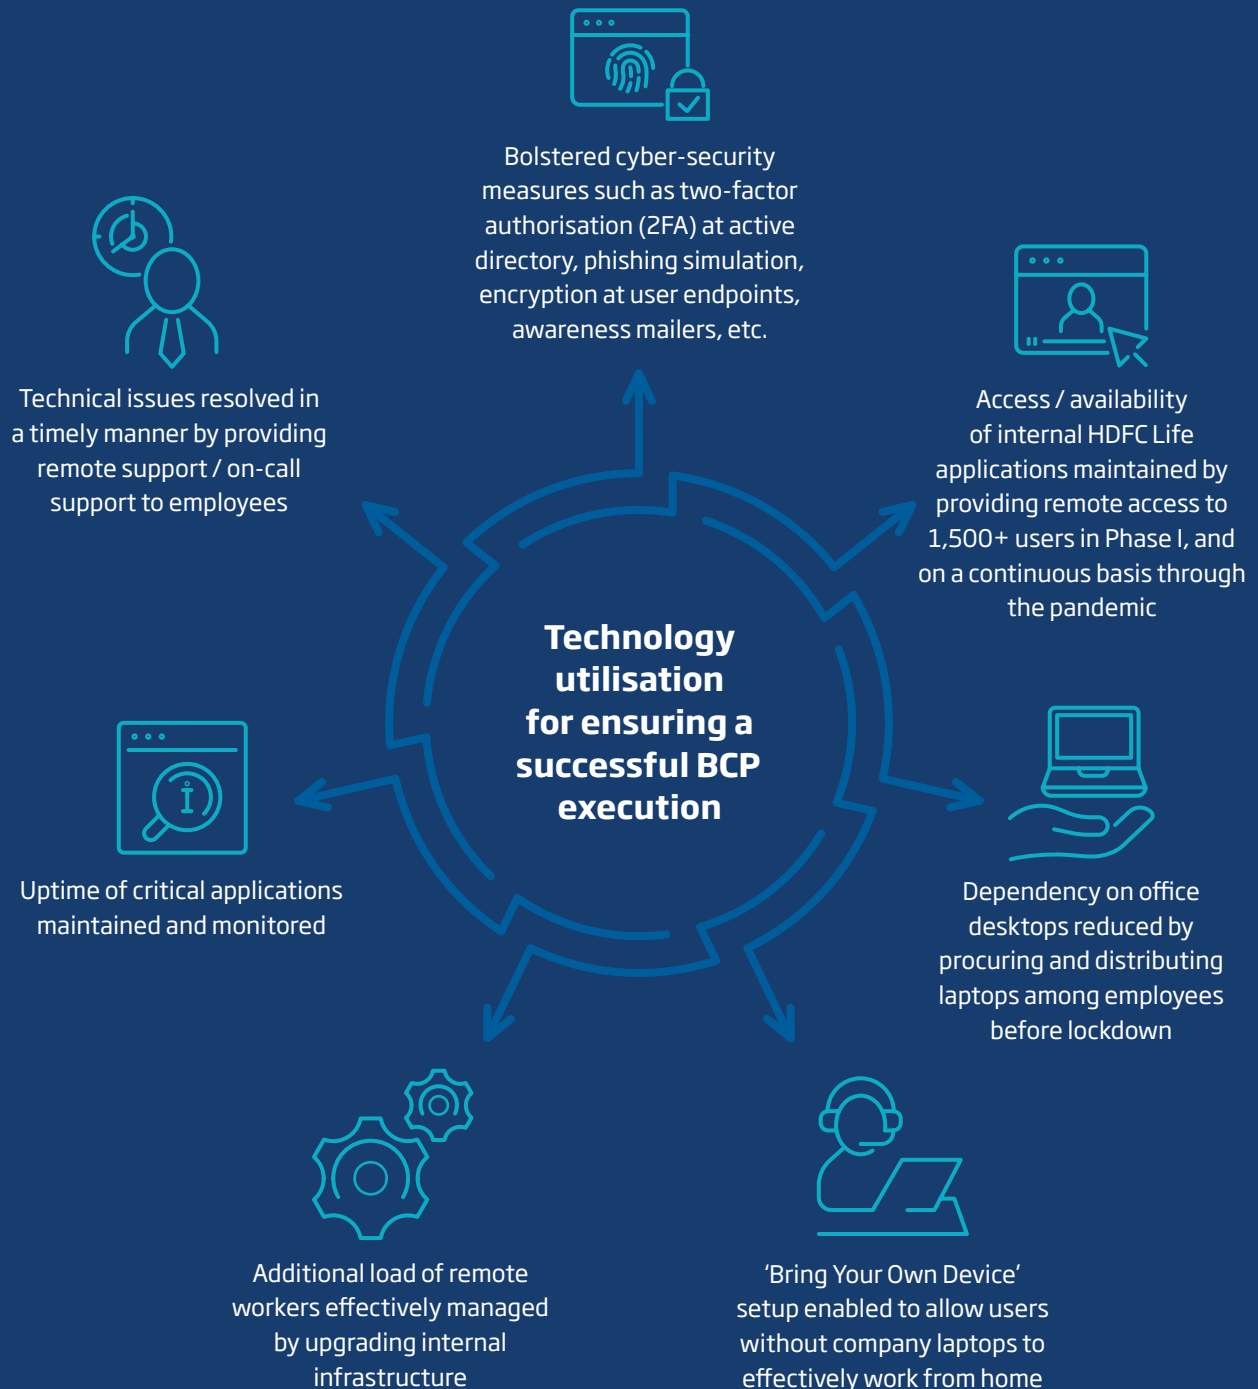 Bolstered cyber-security
measures such as two-factor
authorisation (2FA) at active
directory, phishing simulation,
encryption at user endpoints,
awareness mailers, etc.
Technical issues resolved in
a timely manner by providing
remote support / on-call
support to employees
Access / availability
of internal HDFC Life
applications maintained by
providing remote access to
1,500+ users in Phase I, and
on a continuous basis through
the pandemic
Technology
utilisation
for ensuring a
successful BCP
execution
Uptime of critical applications
maintained and monitored
Dependency on office
desktops reduced by
procuring and distributing
laptops among employees
before lockdown
Additional load of remote
workers effectively managed
by upgrading internal
infrastructure
‘Bring Your Own Device’
setup enabled to allow users
without company laptops to
effectively work from home